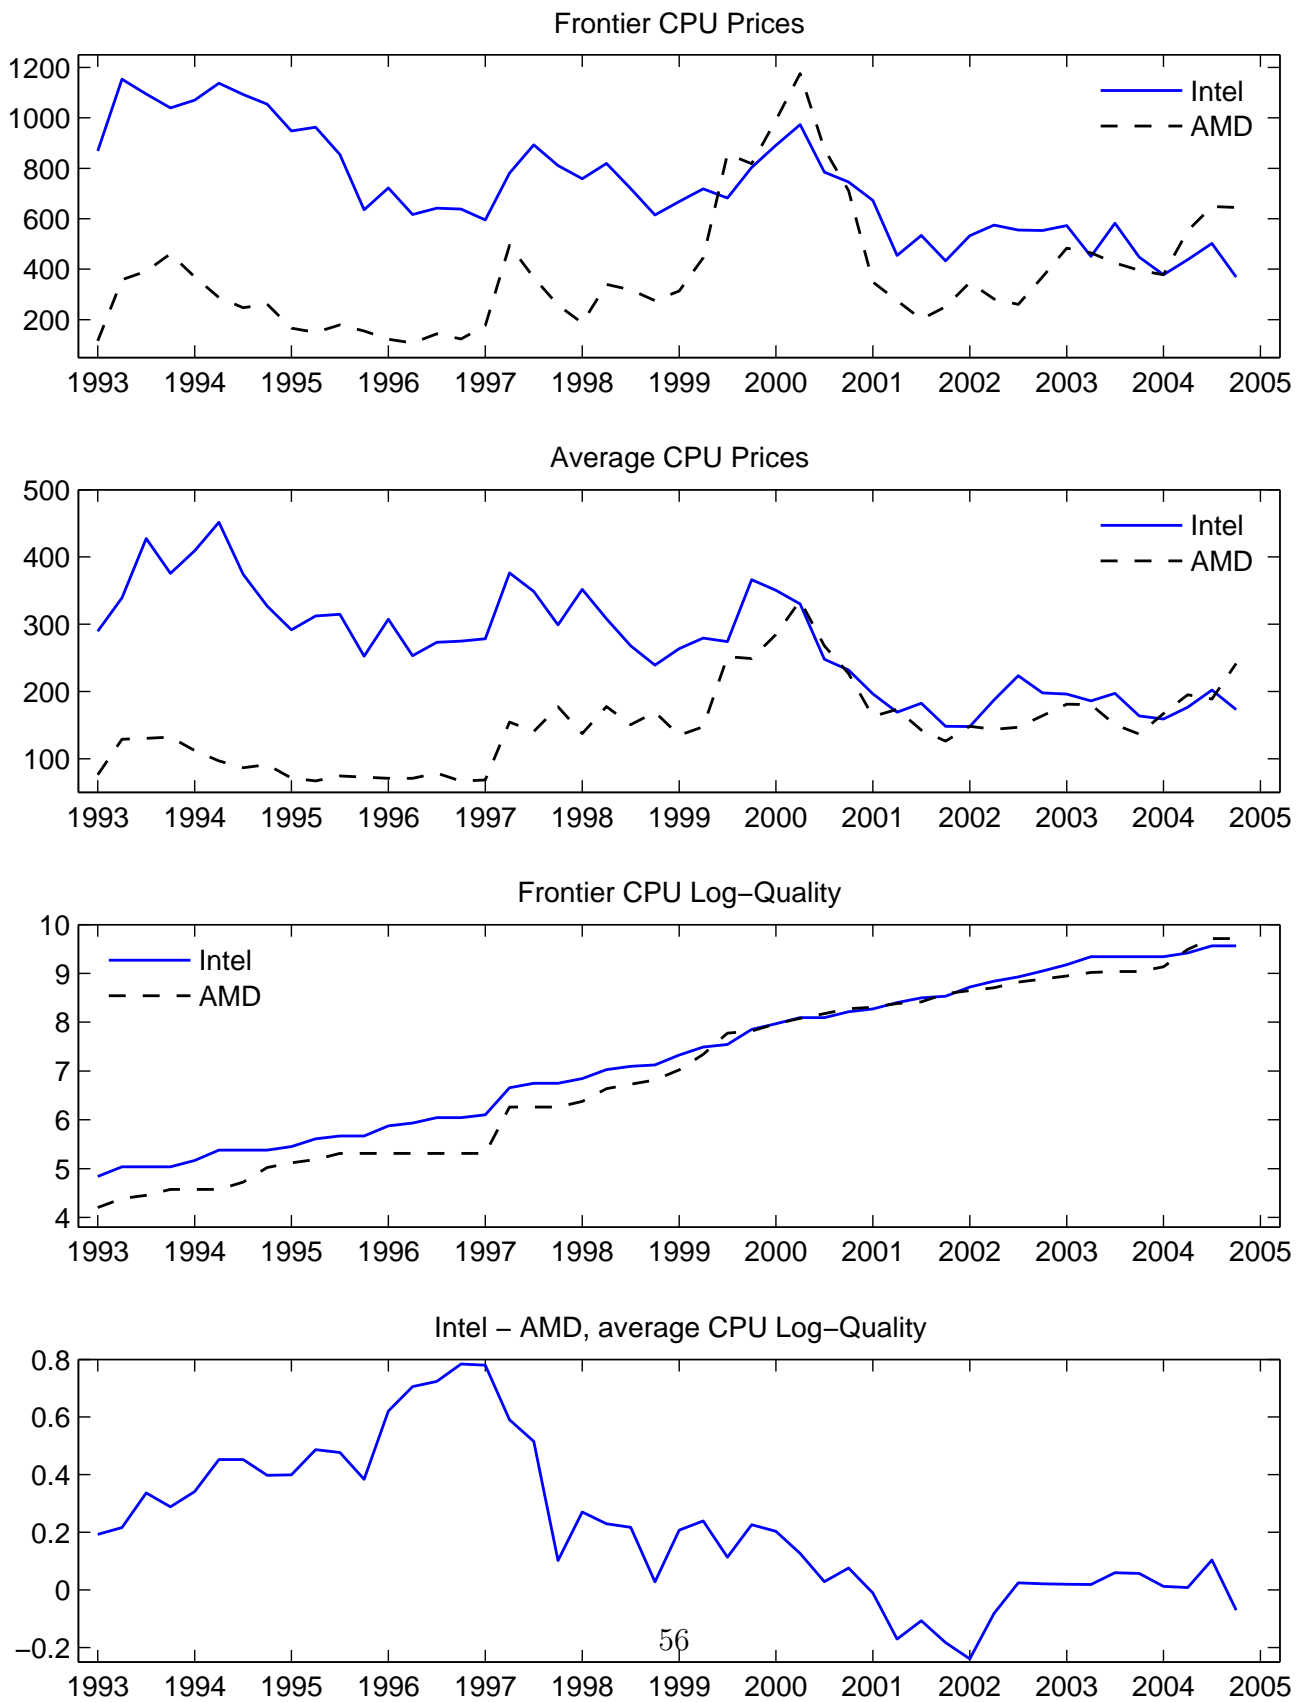 Frontier CPU Prices
1200
1000
800
600
400
200
Intel
AMD
1993 1994 1995 1996 1997 1998 1999 2000 2001 2002 2003 2004 2005
Average CPU Prices
500
400
300
200
100
Intel
AMD
1993 1994 1995 1996 1997 1998 1999 2000 2001 2002 2003 2004 2005
Frontier CPU Log−Quality
10
9
8
7
6
5
4
Intel
AMD
1993 1994 1995 1996 1997 1998 1999 2000 2001 2002 2003 2004 2005
Intel − AMD, average CPU Log−Quality
0.8
0.6
0.4
0.2
0
−0.2
56
1993 1994 1995 1996 1997 1998 1999 2000 2001 2002 2003 2004 2005